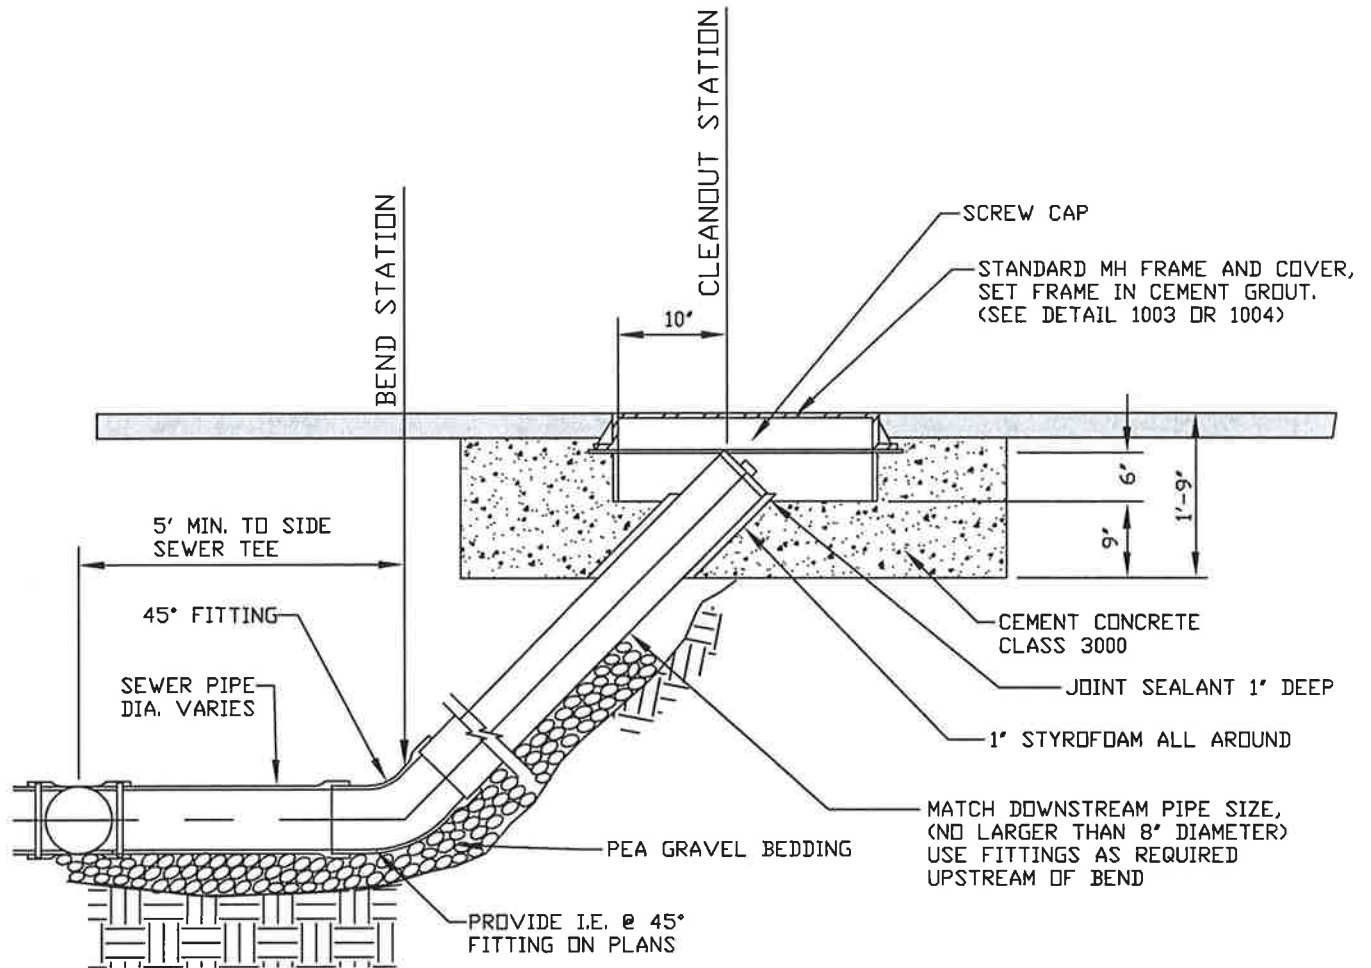 CLEANOUT STATION
BEND STATION
SCREW CAP
STANDARD MH FRAME AND COVER,
SET FRAME IN CEMENT GROUT.
(SEE DETAIL 1003 OR 1004)
10"
6"
1'-9"
9"
5' MIN. TO SIDE
SEWER TEE
45° FITTING
CEMENT CONCRETE
CLASS 3000
SEWER PIPE
DIA. VARIES
JOINT SEALANT 1" DEEP
1" STYROFOAM ALL AROUND
MATCH DOWNSTREAM PIPE SIZE,
(NO LARGER THAN 8" DIAMETER)
USE FITTINGS AS REQUIRED
UPSTREAM OF BEND
PEA GRAVEL BEDDING
PROVIDE I.E. @ 45°
FITTING ON PLANS